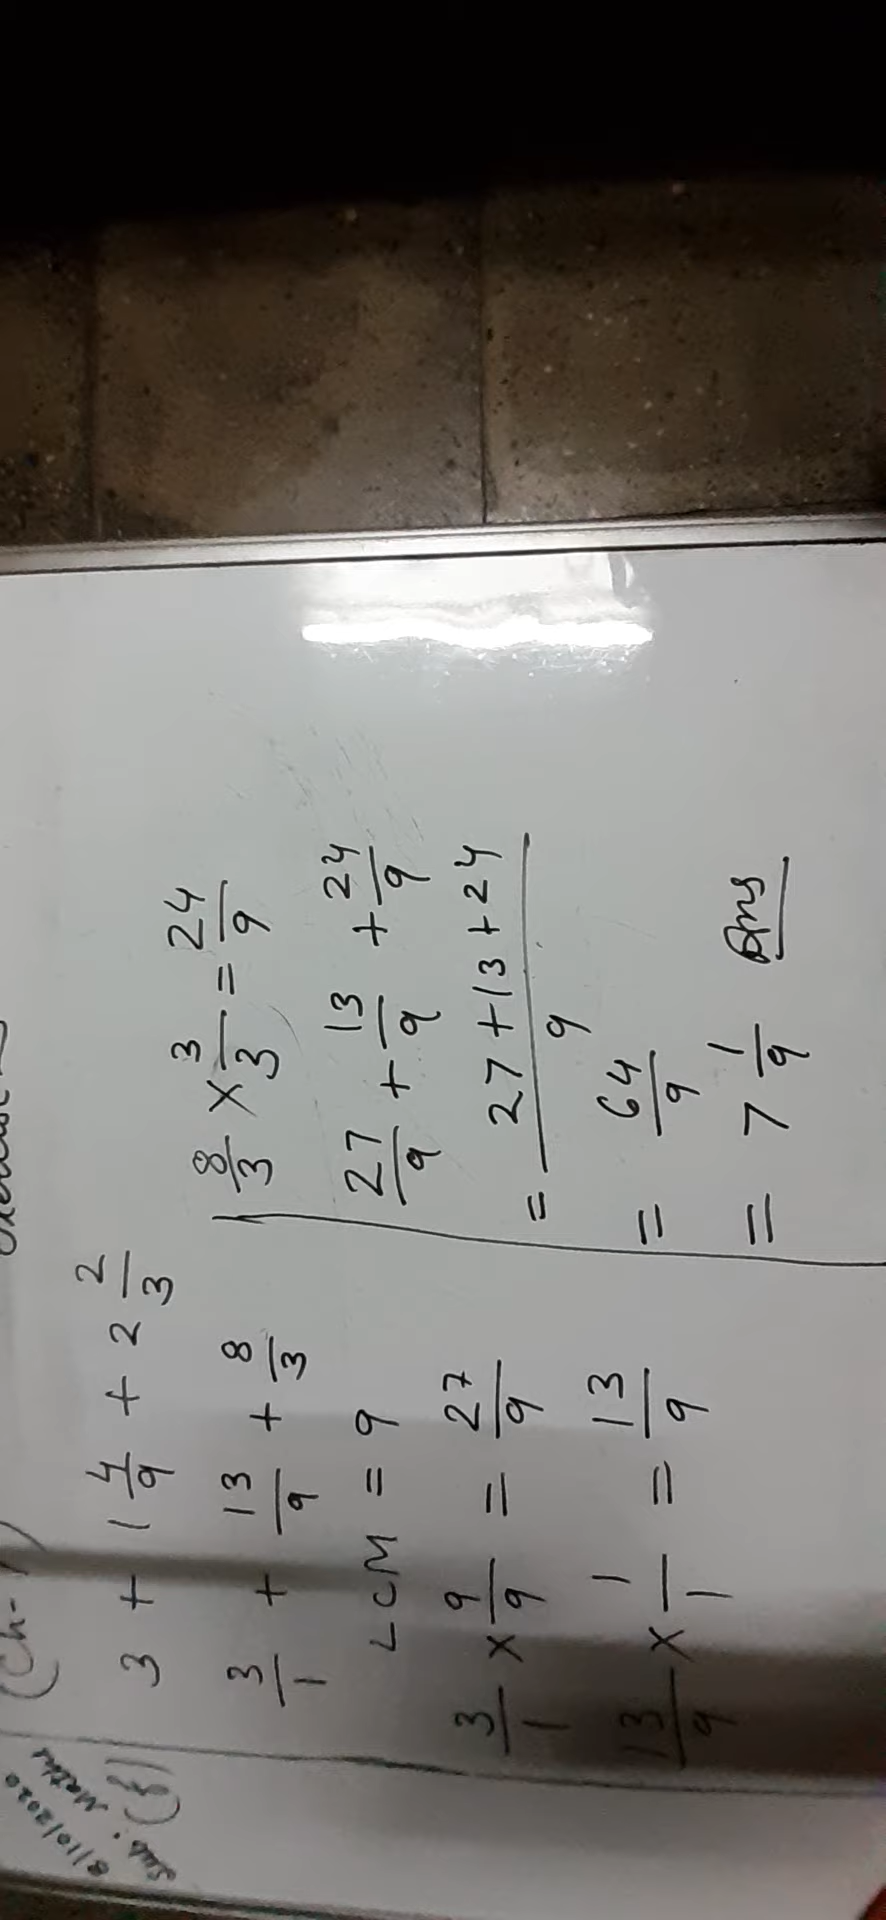 8/10/2020
Sub: Maths
(Ch-
3 + 1 4/9 + 2 2/3
3/1 + 13/9 + 8/3
LCM = 9
3/1 × 9/9 = 27/9
13/9 × 1/1 = 13/9
8/3 × 3/3 = 24/9
27/9 + 13/9 + 24/9
= 27 + 13 + 24 / 9
= 64/9
= 7 1/9 Ans